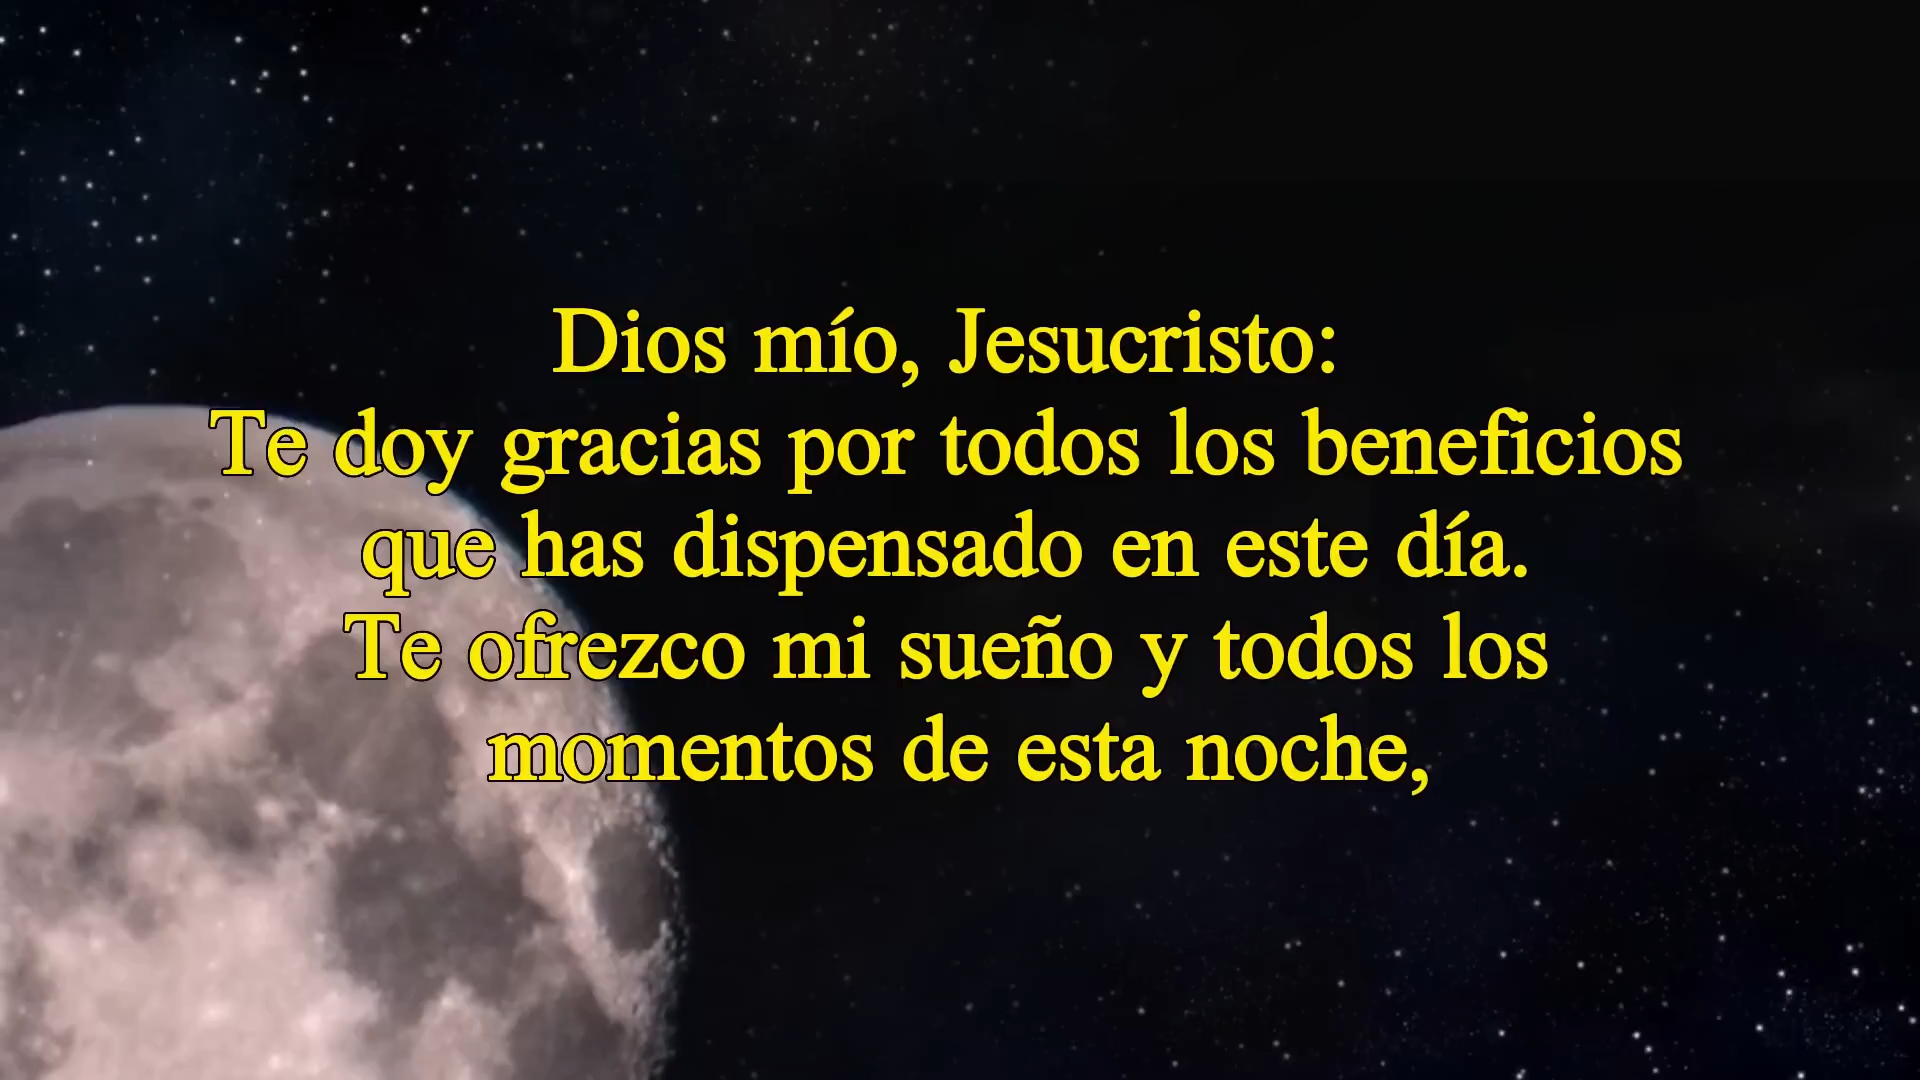 Dios mío, Jesucristo:
Te doy gracias por todos los beneficios
que has dispensado en este día.
Te ofrezco mi sueño y todos los
momentos de esta noche,